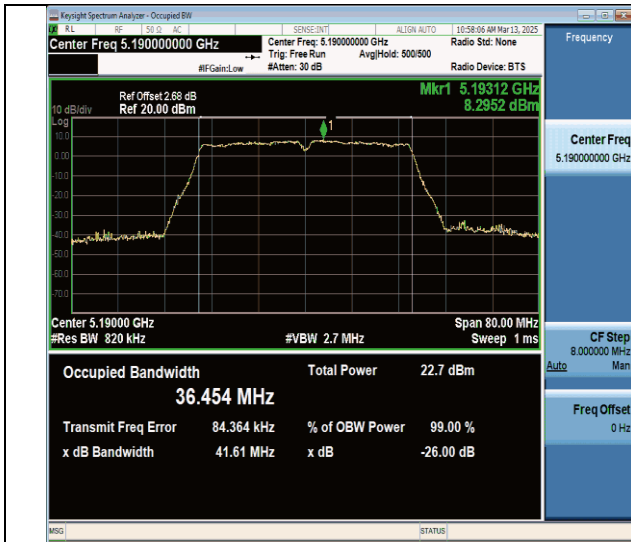 Keysight Spectrum Analyzer - Occupied BW
RL RF 50 Ω AC SENSE:INT ALIGN AUTO 10:58:06 AM Mar 13, 2025
Center Freq 5.190000000 GHz
Center Freq: 5.190000000 GHz
Radio Std: None
Trig: Free Run Avg|Hold: 500/500
#IFGain:Low
#Atten: 30 dB
Radio Device: BTS
Frequency
Ref Offset 2.68 dB
Mkr1 5.19312 GHz
10 dB/div Ref 20.00 dBm
8.2952 dBm
Log
1
10.0
0.00
-10.0
-20.0
-30.0
-40.0
-50.0
-60.0
-70.0
Center 5.19000 GHz
Span 80.00 MHz
#Res BW 820 kHz
#VBW 2.7 MHz
Sweep 1 ms
Occupied Bandwidth
Total Power 22.7 dBm
36.454 MHz
Transmit Freq Error 84.364 kHz % of OBW Power 99.00 %
x dB Bandwidth 41.61 MHz x dB -26.00 dB
Center Freq
5.190000000 GHz
CF Step
8.000000 MHz
Auto Man
Freq Offset
0 Hz
MSG
STATUS